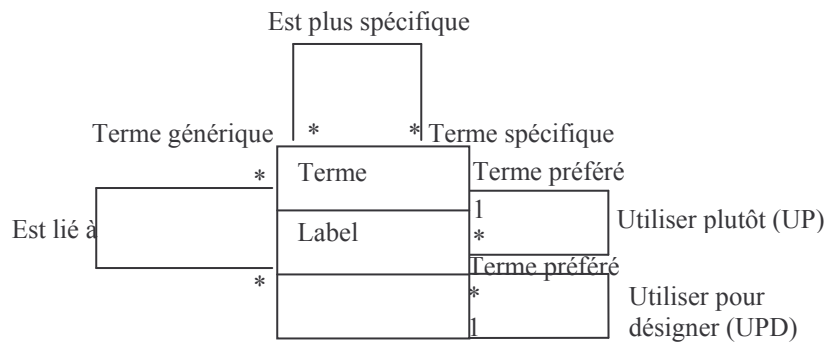 Est plus spécifique
Terme générique
*
*
Terme spécifique
*
Terme
Terme préféré
Est lié à
Label
1
*
Utiliser plutôt (UP)
*
Terme préféré
*
1
Utiliser pour
désigner (UPD)